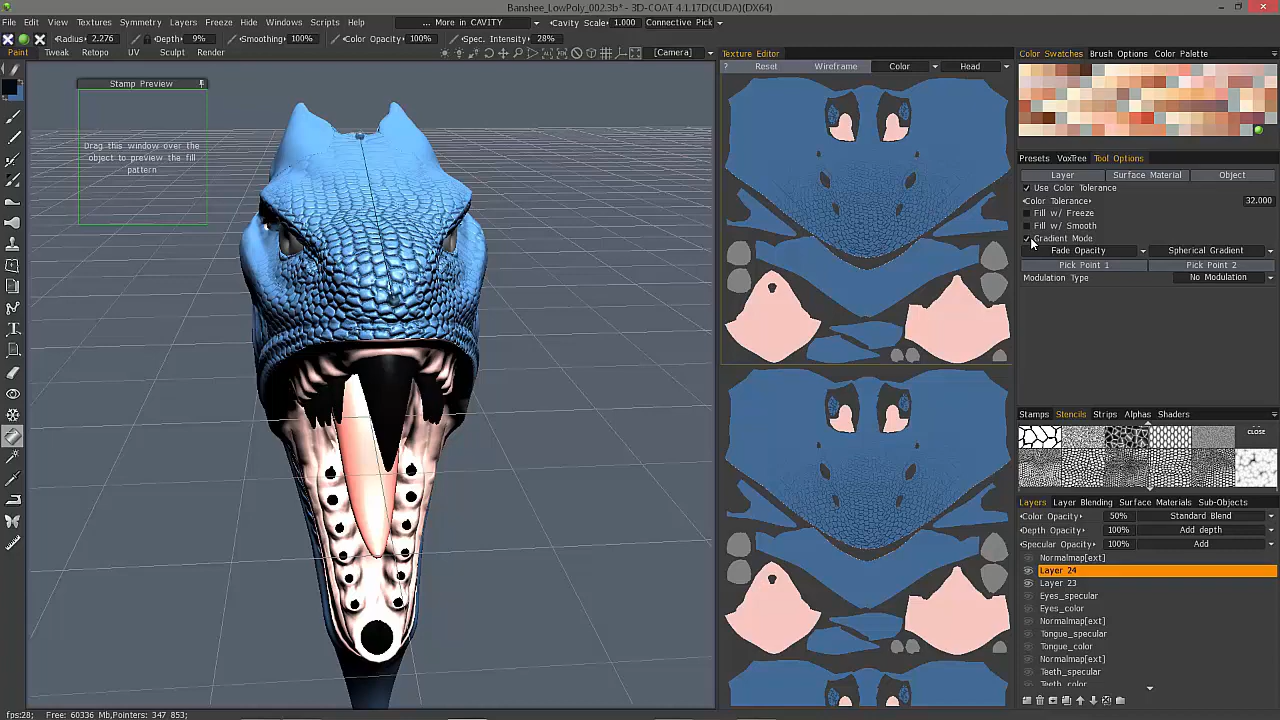 Banshee_LowPoly_002.3b* - 3D-COAT 4.1.17D(CUDA)(DX64)
File Edit View Textures Symmetry Layers Freeze Hide Windows Scripts Help ... More in CAVITY Cavity Scale: 1.000 Connective Pick
Radius: 2.276 Depth: 9% Smoothing: 100% Color Opacity: 100% Spec. Intensity: 28%
Paint Tweak Retopo UV Sculpt Render [Camera]
Stamp Preview
Drag this window over the
object to preview the fill
pattern
Texture Editor
? Reset Wireframe Color Head
Color Swatches Brush Options Color Palette
Presets VoxTree Tool Options
Layer Surface Material Object
Use Color Tolerance
Color Tolerance 32.000
Fill w/ Freeze
Fill w/ Smooth
Gradient Mode
Fade Opacity Spherical Gradient
Pick Point 1 Pick Point 2
Modulation Type No Modulation
Stamps Stencils Strips Alphas Shaders
CLOSE
Layers Layer Blending Surface Materials Sub-Objects
Color Opacity 50% Standard Blend
Depth Opacity 100% Add depth
Specular Opacity 100% Add
Normalmap[ext]
Layer 24
Layer 23
Eyes_specular
Eyes_color
Normalmap[ext]
Tongue_specular
Tongue_color
Normalmap[ext]
Teeth_specular
Teeth_color
fps:28; Free: 60336 Mb,Pointers: 347 853;